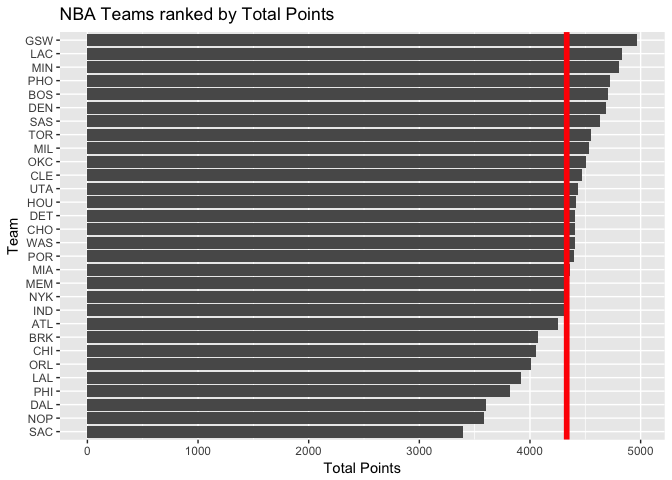 NBA Teams ranked by Total Points
GSW
LAC
MIN
PHO
BOS
DEN
SAS
TOR
MIL
OKC
CLE
UTA
HOU
DET
CHO
WAS
POR
MIA
MEM
NYK
IND
ATL
BRK
CHI
ORL
LAL
PHI
DAL
NOP
SAC
Team
0 1000 2000 3000 4000 5000
Total Points